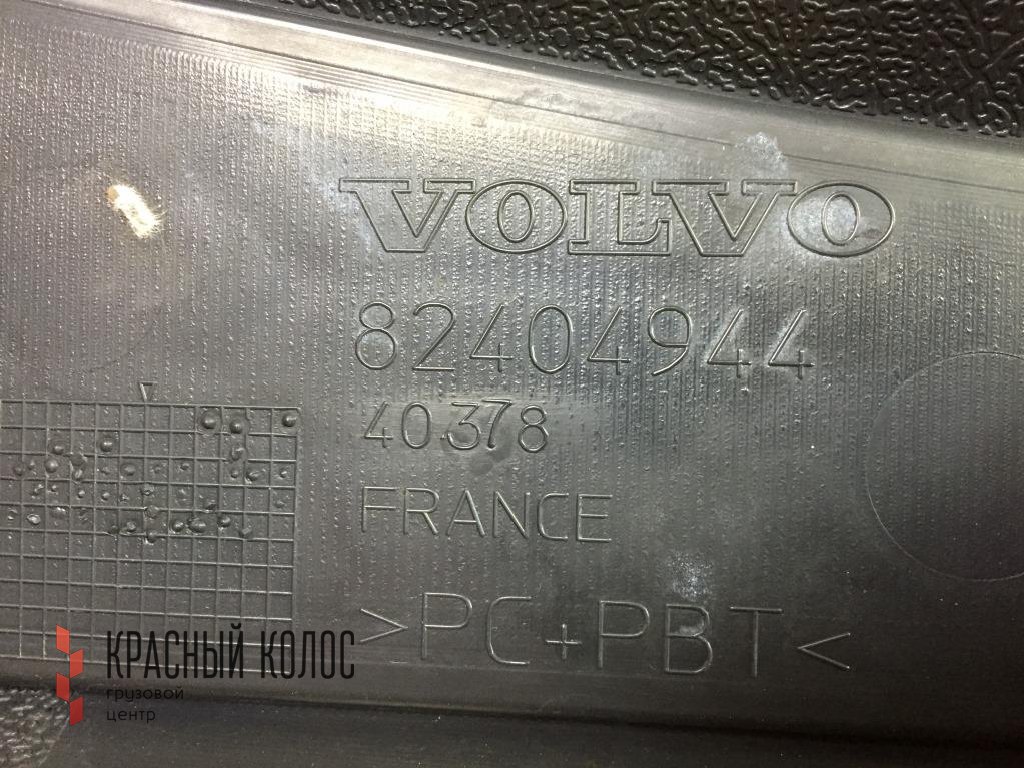 VOLVO
82404944
40378
FRANCE
>PC+PBT<
КРАСНЫЙ КОЛОС
грузовой
центр